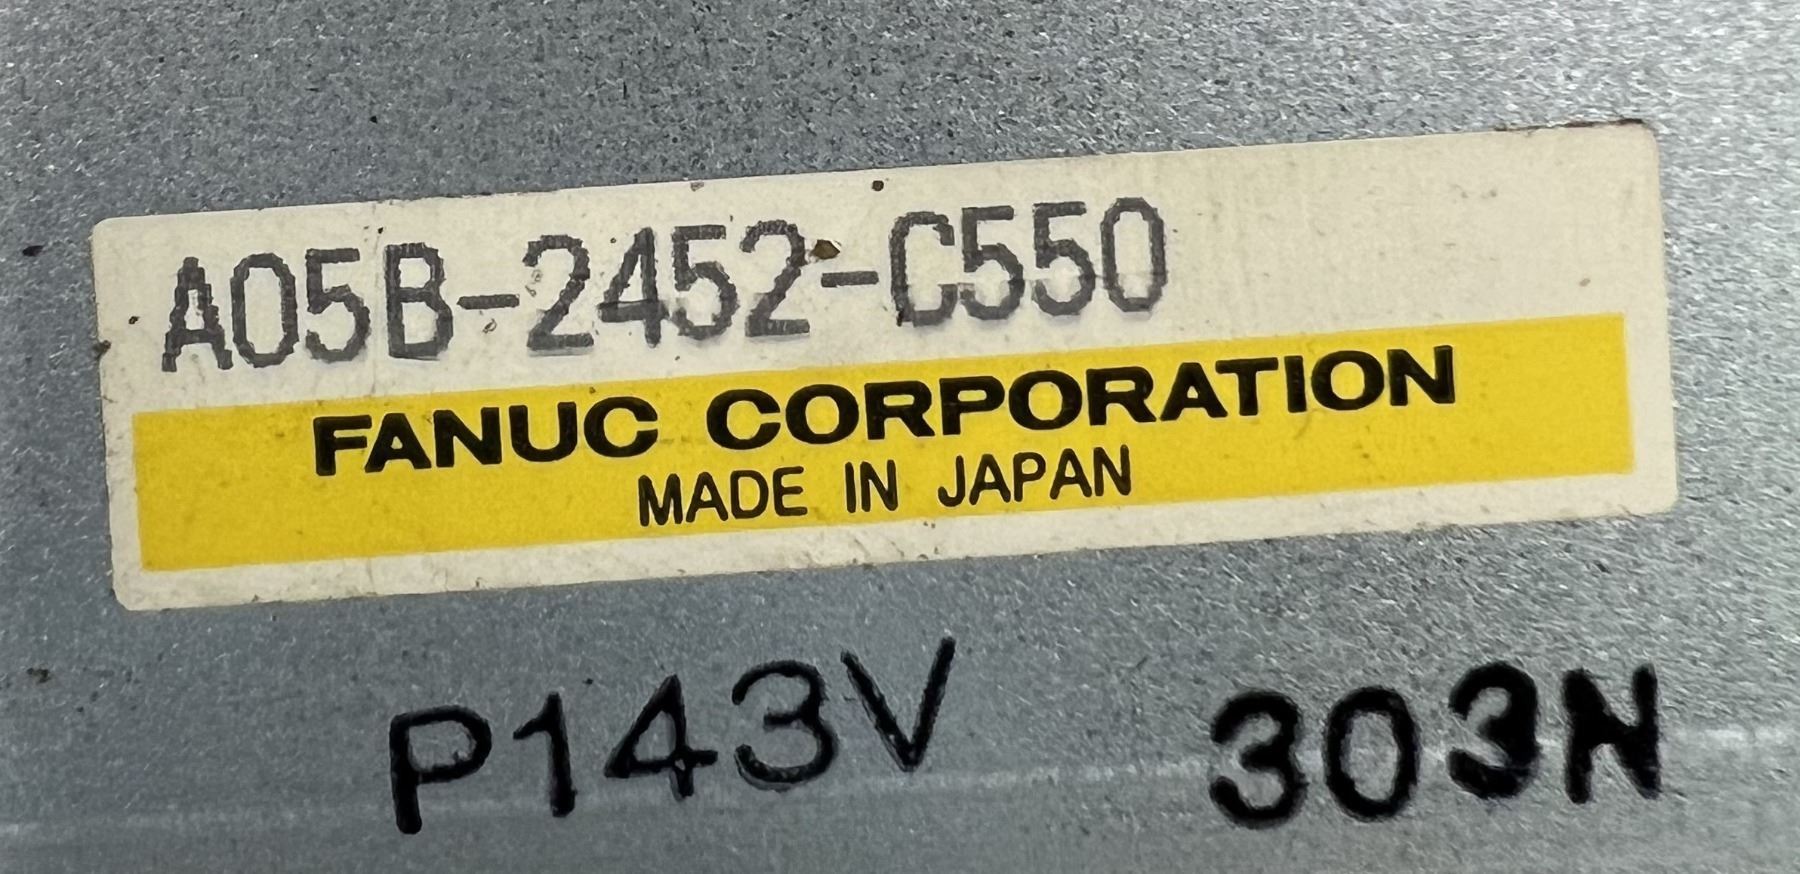 A05B-2452-C550
FANUC CORPORATION
MADE IN JAPAN
P143V 303N